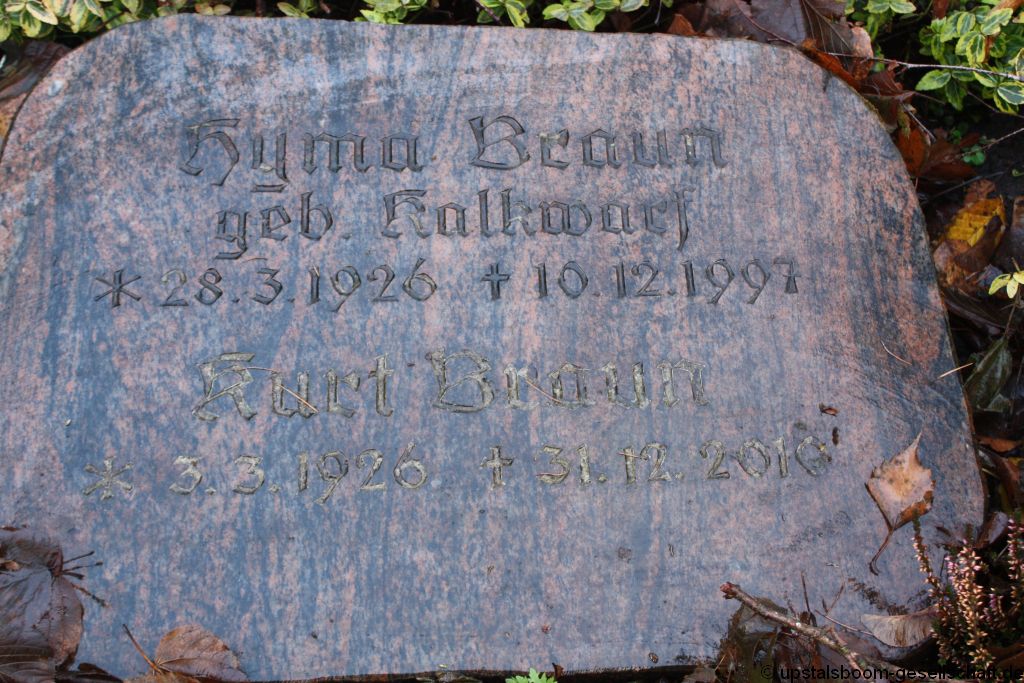 Hyma B. Braun
geb. Kalkwarf
* 28.3.1926 † 10.12.1997
Kurt Braun
* 3.3.1926 † 31.12.2010
© upstalsboom-gesellschaft.de